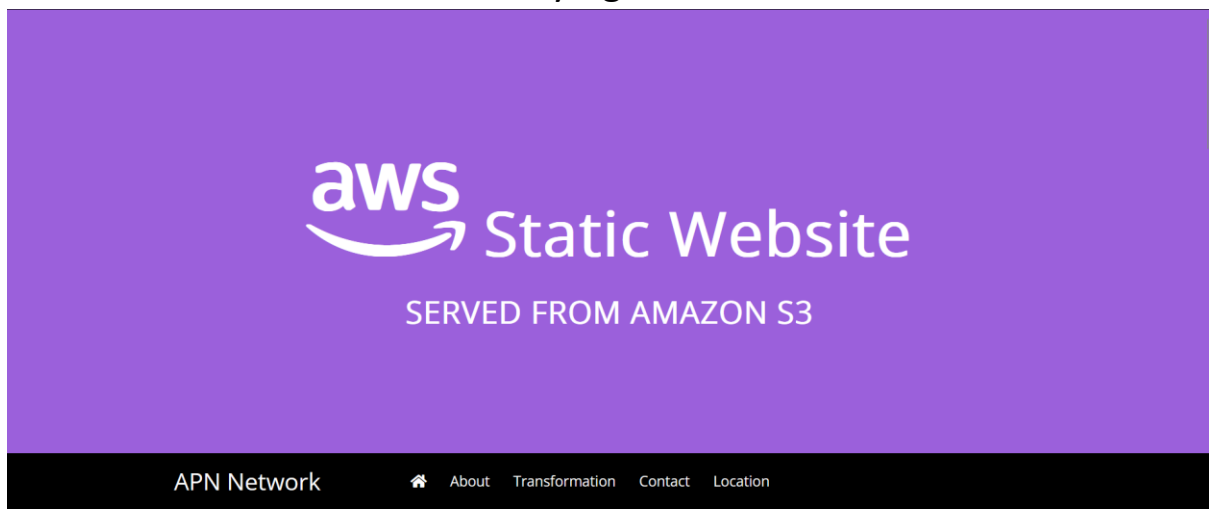 aws Static Website
SERVED FROM AMAZON S3
APN Network About Transformation Contact Location